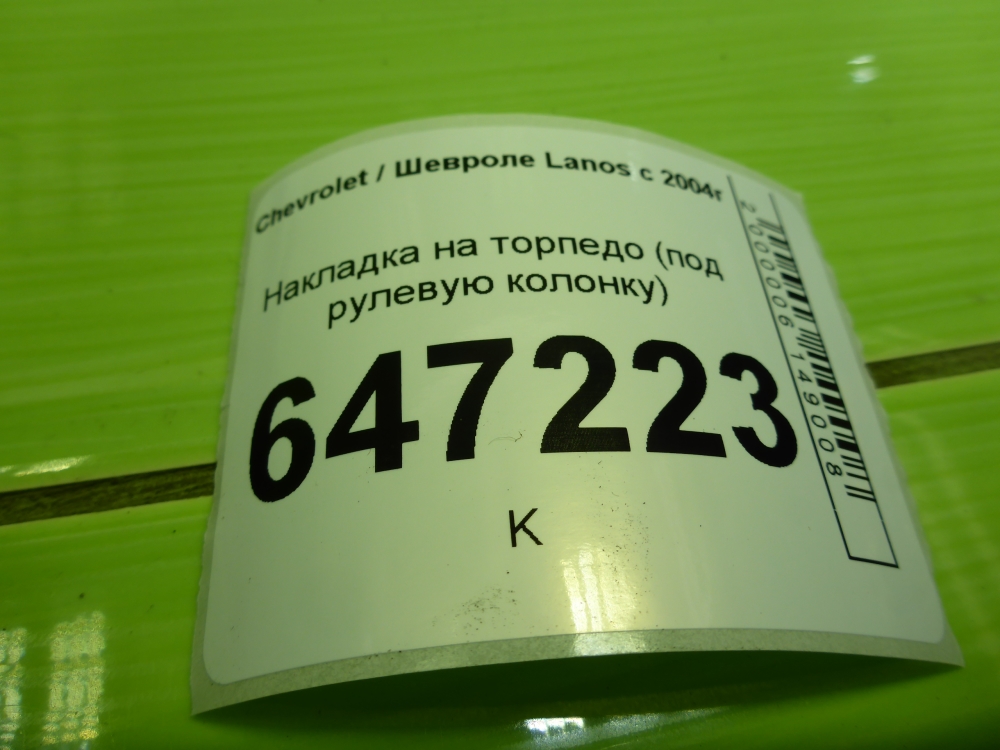 Chevrolet / Шевроле Lanos с 2004г
Накладка на торпедо (под
рулевую колонку)
647223
К
2000006149008